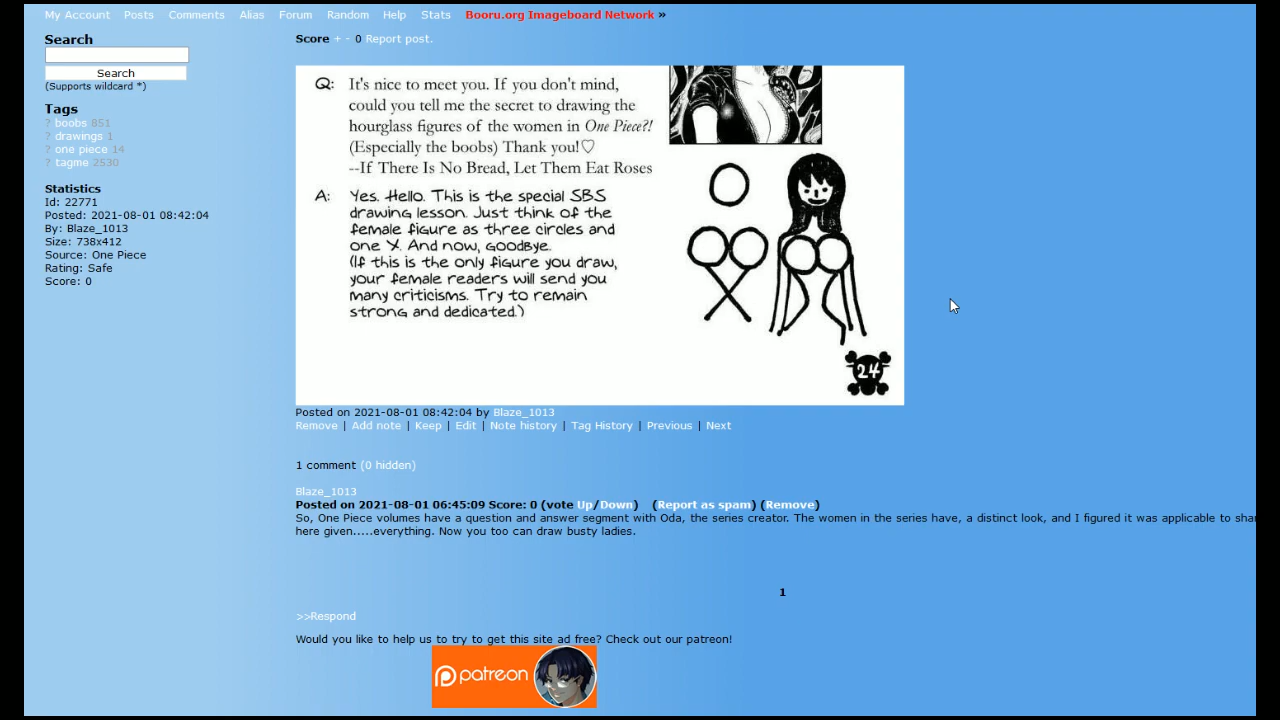 My Account Posts Comments Alias Forum Random Help Stats Booru.org Imageboard Network »
Search
Search
(Supports wildcard *)
Tags
? boobs 851
? drawings 1
? one piece 14
? tagme 2530
Statistics
Id: 22771
Posted: 2021-08-01 08:42:04
By: Blaze_1013
Size: 738x412
Source: One Piece
Rating: Safe
Score: 0
Score + - 0 Report post.
Q: It's nice to meet you. If you don't mind,
could you tell me the secret to drawing the
hourglass figures of the women in One Piece?!
(Especially the boobs) Thank you!♡
--If There Is No Bread, Let Them Eat Roses
A: Yes. Hello. This is the special SBS
drawing lesson. Just think of the
female figure as three circles and
one X. And now, goodbye.
(If this is the only figure you draw,
your female readers will send you
many criticisms. Try to remain
strong and dedicated.)
24
Posted on 2021-08-01 08:42:04 by Blaze_1013
Remove | Add note | Keep | Edit | Note history | Tag History | Previous | Next
1 comment (0 hidden)
Blaze_1013
Posted on 2021-08-01 06:45:09 Score: 0 (vote Up/Down) (Report as spam) (Remove)
So, One Piece volumes have a question and answer segment with Oda, the series creator. The women in the series have, a distinct look, and I figured it was applicable to
here given.....everything. Now you too can draw busty ladies.
1
>>Respond
Would you like to help us to try to get this site ad free? Check out our patreon!
patreon